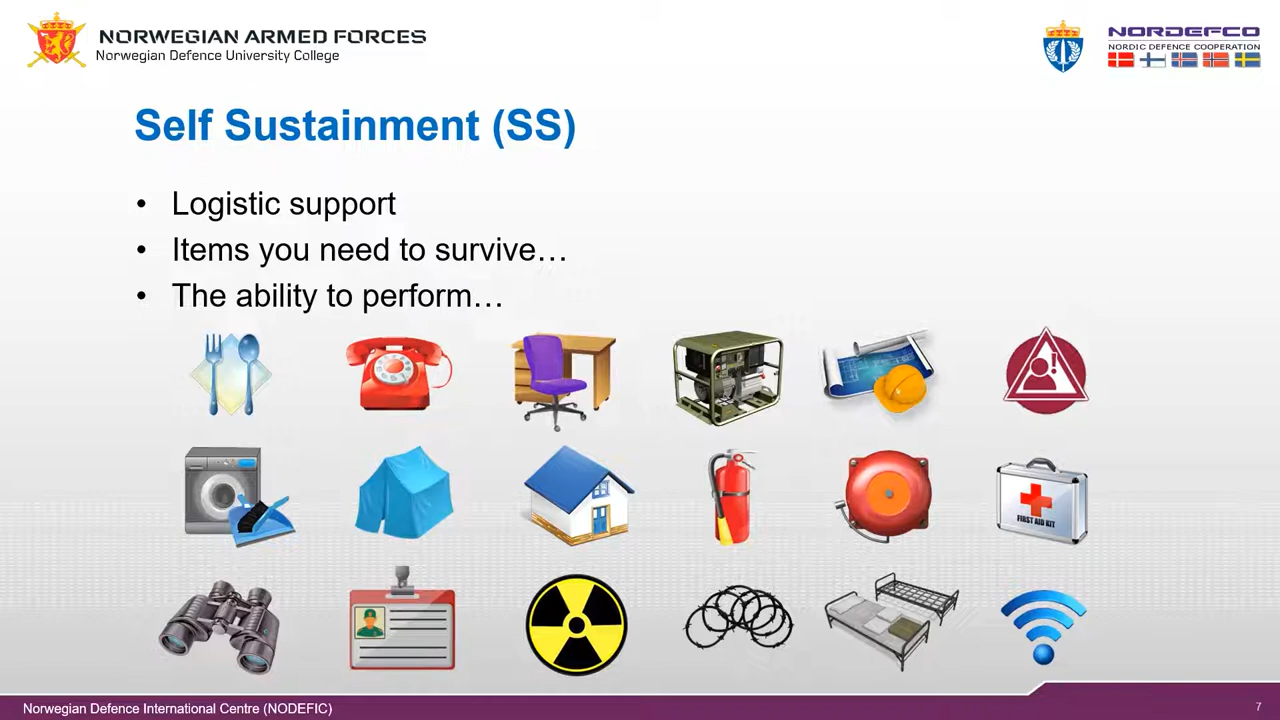 NORWEGIAN ARMED FORCES
Norwegian Defence University College
NORDEFCO
NORDIC DEFENCE COOPERATION
Self Sustainment (SS)
• Logistic support
• Items you need to survive…
• The ability to perform…
FIRST AID KIT
Norwegian Defence International Centre (NODEFIC)
7